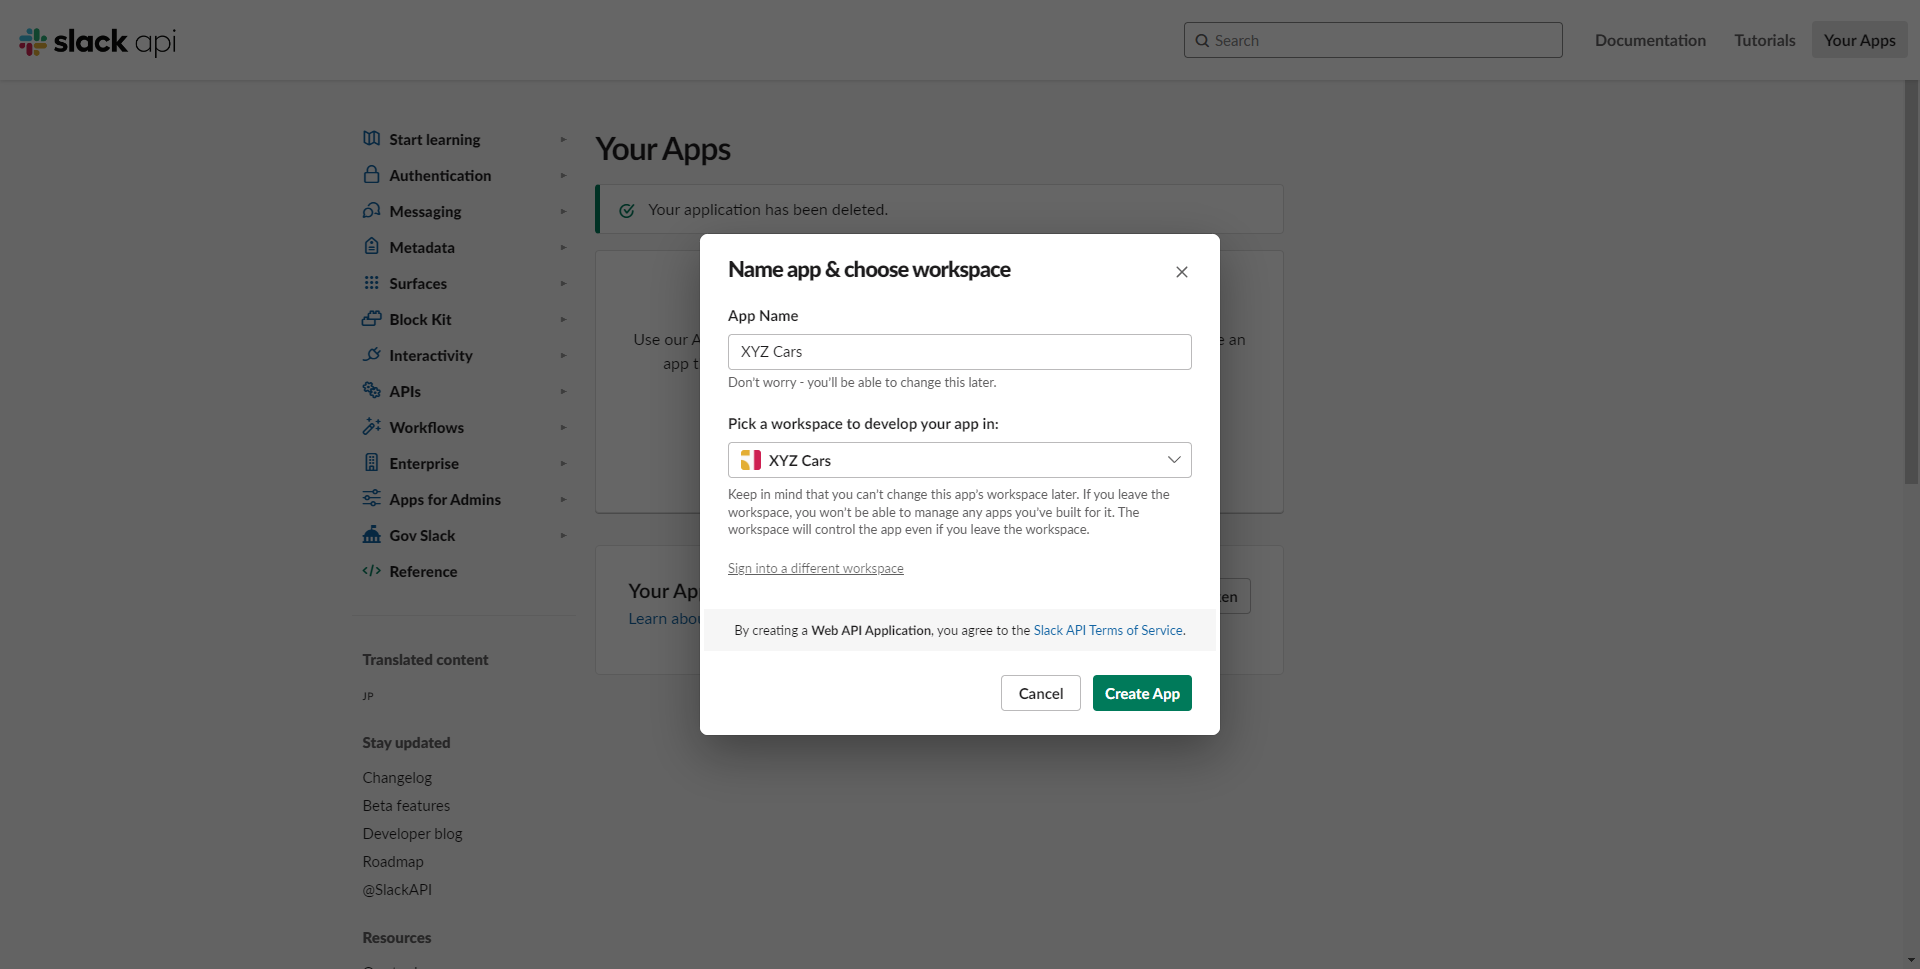 slack api
Search
Documentation
Tutorials
Your Apps
Start learning
Authentication
Messaging
Metadata
Surfaces
Block Kit
Interactivity
APIs
Workflows
Enterprise
Apps for Admins
Gov Slack
Reference
Translated content
JP
Stay updated
Changelog
Beta features
Developer blog
Roadmap
@SlackAPI
Resources
Your Apps
Your application has been deleted.
Use our A
e an
app t
Your Ap
Learn abou
en
Name app & choose workspace
App Name
XYZ Cars
Don't worry - you'll be able to change this later.
Pick a workspace to develop your app in:
XYZ Cars
Keep in mind that you can't change this app's workspace later. If you leave the
workspace, you won't be able to manage any apps you've built for it. The
workspace will control the app even if you leave the workspace.
Sign into a different workspace
By creating a Web API Application, you agree to the Slack API Terms of Service.
Cancel
Create App